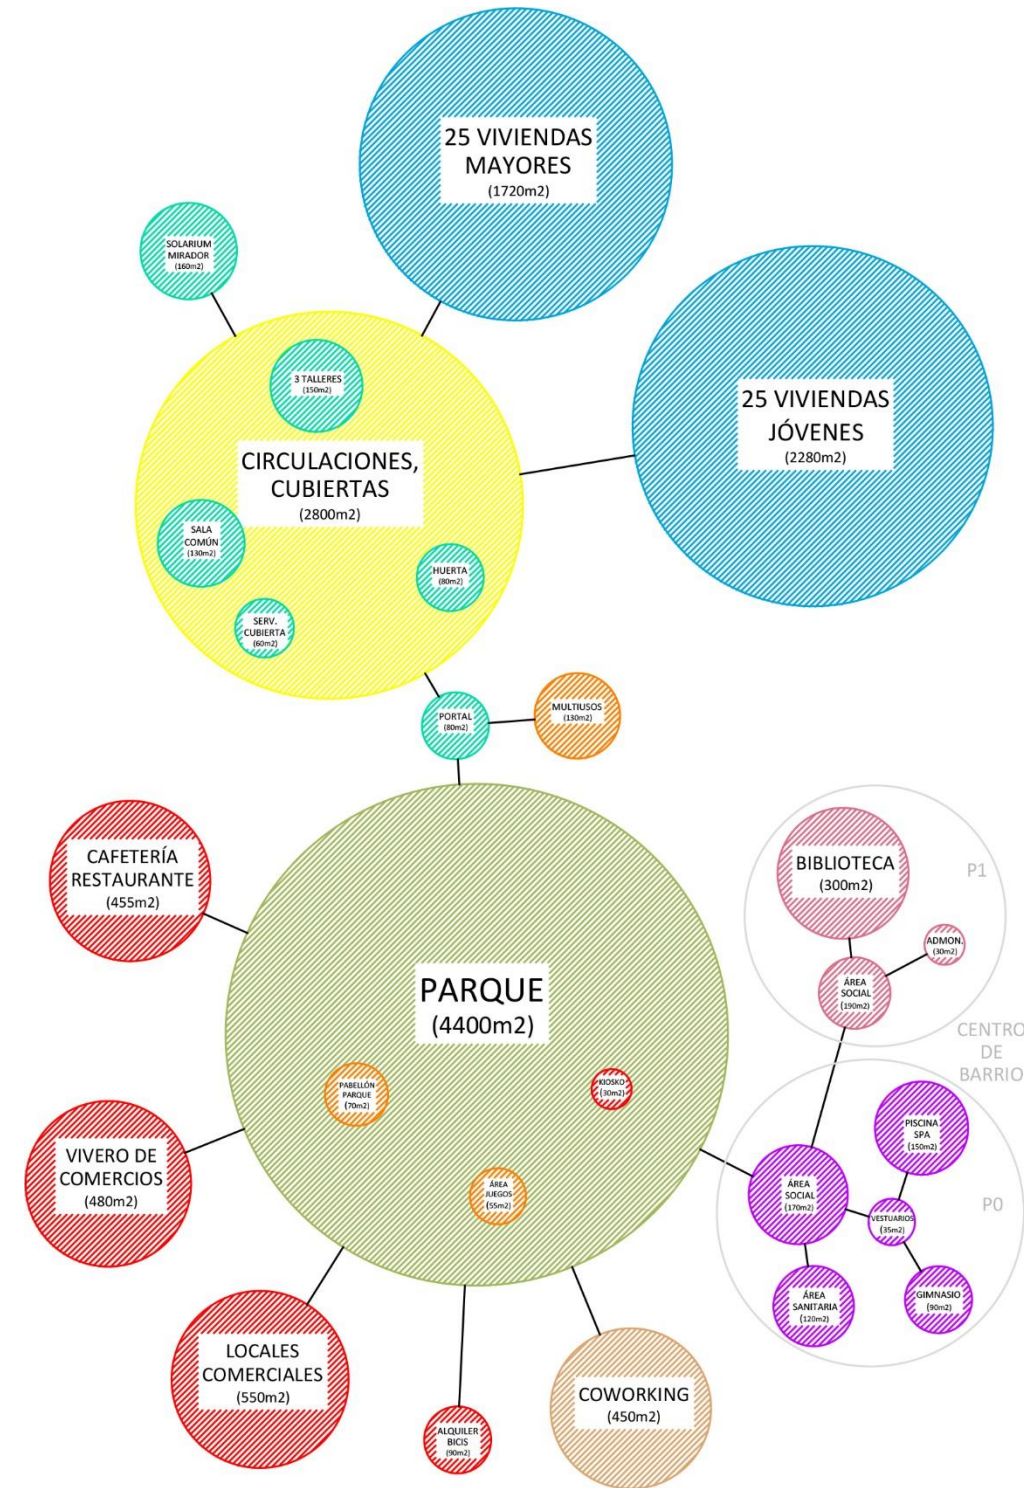 25 VIVIENDAS
MAYORES
(1720m2)
SOLARIUM
MIRADOR
(160m2)
25 VIVIENDAS
JÓVENES
(2280m2)
3 TALLERES
(150m2)
CIRCULACIONES,
CUBIERTAS
(2800m2)
SALA
COMÚN
(130m2)
HUERTA
(80m2)
SERV.
CUBIERTA
(60m2)
PORTAL
(80m2)
MULTIUSOS
(130m2)
CAFETERÍA
RESTAURANTE
(455m2)
BIBLIOTECA
(300m2)
P1
ADMON.
(30m2)
ÁREA
SOCIAL
(190m2)
PARQUE
(4400m2)
CENTRO
DE
BARRIO
PABELLÓN
PARQUE
(70m2)
KIOSKO
(30m2)
VIVERO DE
COMERCIOS
(480m2)
ÁREA
JUEGOS
(55m2)
PISCINA
SPA
(150m2)
ÁREA
SOCIAL
(170m2)
VESTUARIOS
(35m2)
P0
ÁREA
SANITARIA
(120m2)
GIMNASIO
(90m2)
LOCALES
COMERCIALES
(550m2)
ALQUILER
BICIS
(90m2)
COWORKING
(450m2)